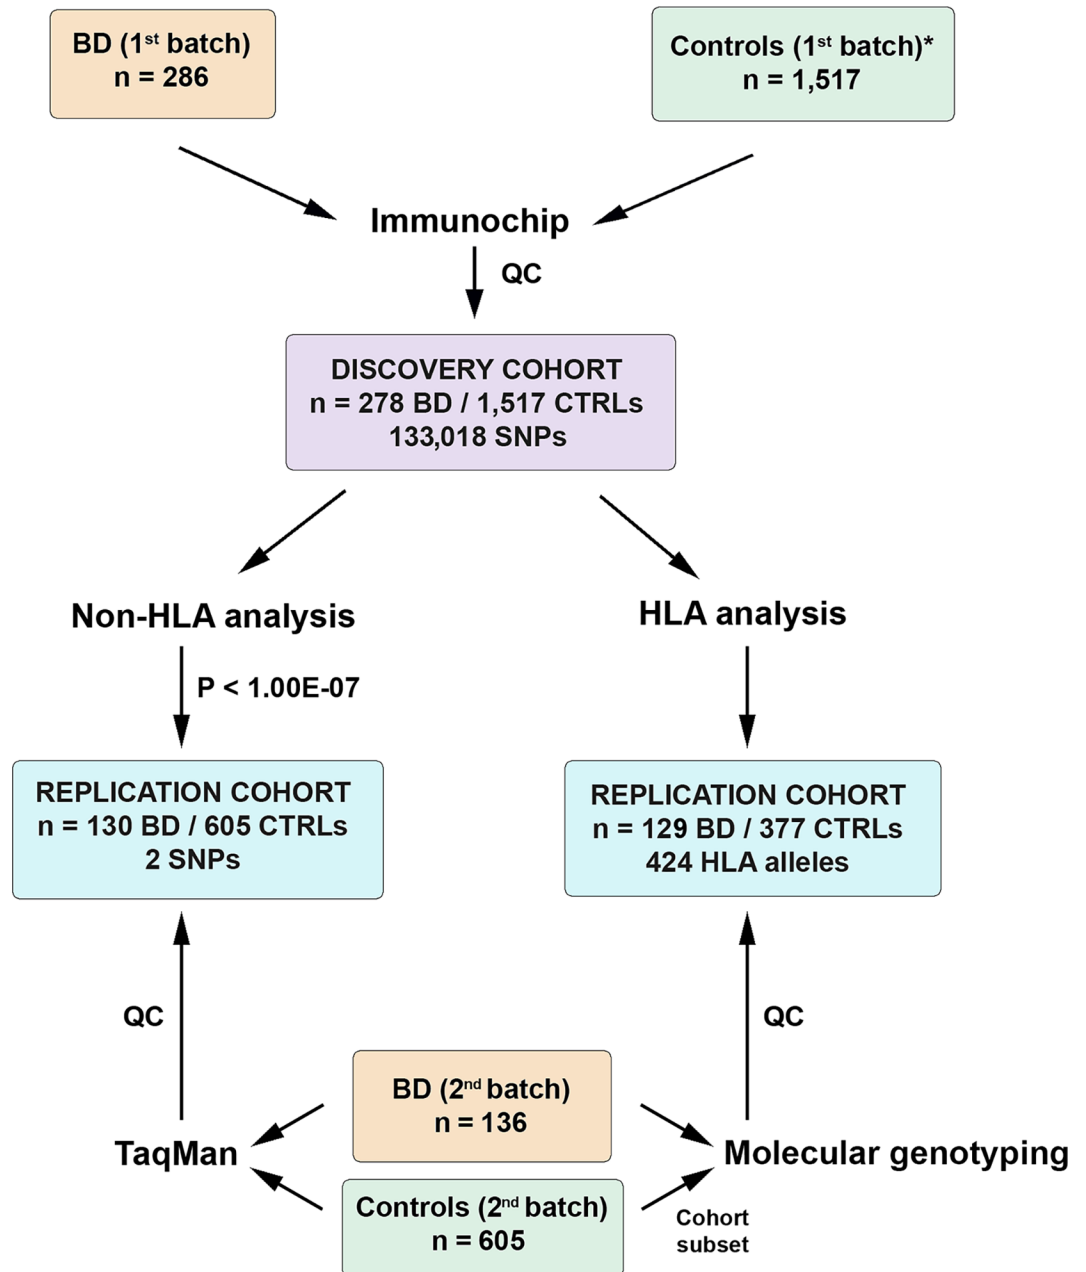 BD (1st batch)
n = 286
Controls (1st batch)*
n = 1,517
Immunochip
QC
DISCOVERY COHORT
n = 278 BD / 1,517 CTRLs
133,018 SNPs
Non-HLA analysis
HLA analysis
P < 1.00E-07
REPLICATION COHORT
n = 130 BD / 605 CTRLs
2 SNPs
REPLICATION COHORT
n = 129 BD / 377 CTRLs
424 HLA alleles
QC
QC
BD (2nd batch)
n = 136
TaqMan
Molecular genotyping
Controls (2nd batch)
n = 605
Cohort
subset